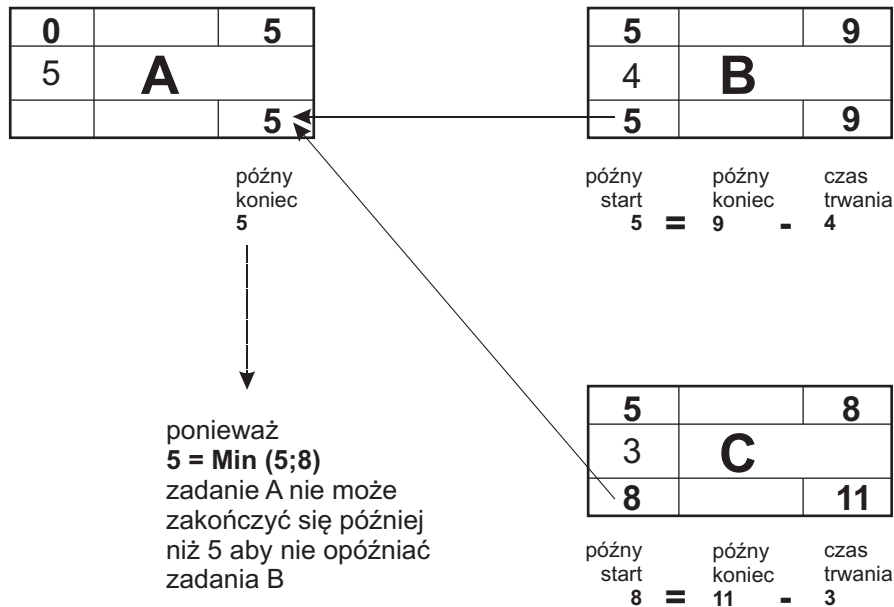 0 5
5 A
5
5 9
4 B
5 9
późny koniec 5
późny start 5 = późny koniec 9 - czas trwania 4
ponieważ
5 = Min (5;8)
zadanie A nie może
zakończyć się później
niż 5 aby nie opóźniać
zadania B
5 8
3 C
8 11
późny start 8 = późny koniec 11 - czas trwania 3